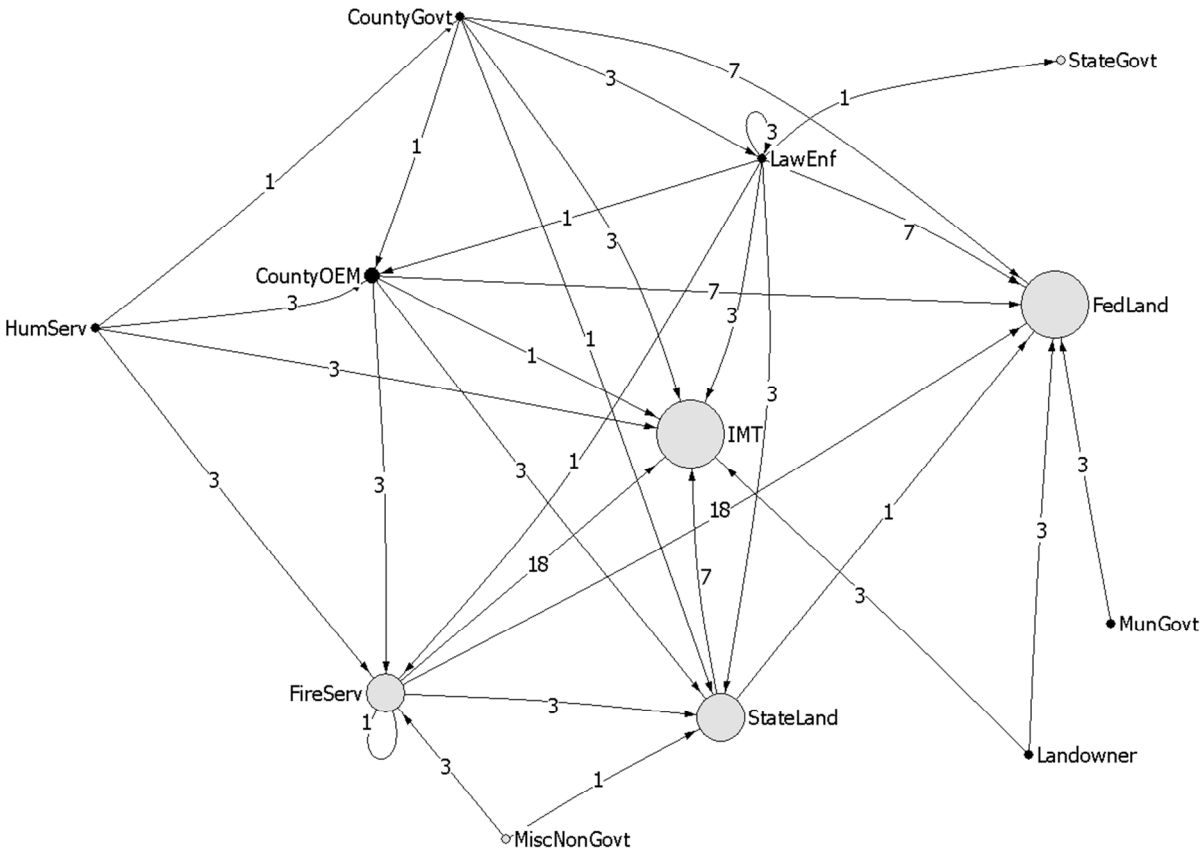 CountyGovt
StateGovt
7
3
1
3
LawEnf
1
1
1
7
3
CountyOEM
3
7
FedLand
HumServ
3
1
1
3
3
IMT
3
1
3
3
3
18
3
1
18
7
3
MunGovt
FireServ
3
StateLand
1
Landowner
3
1
MiscNonGovt